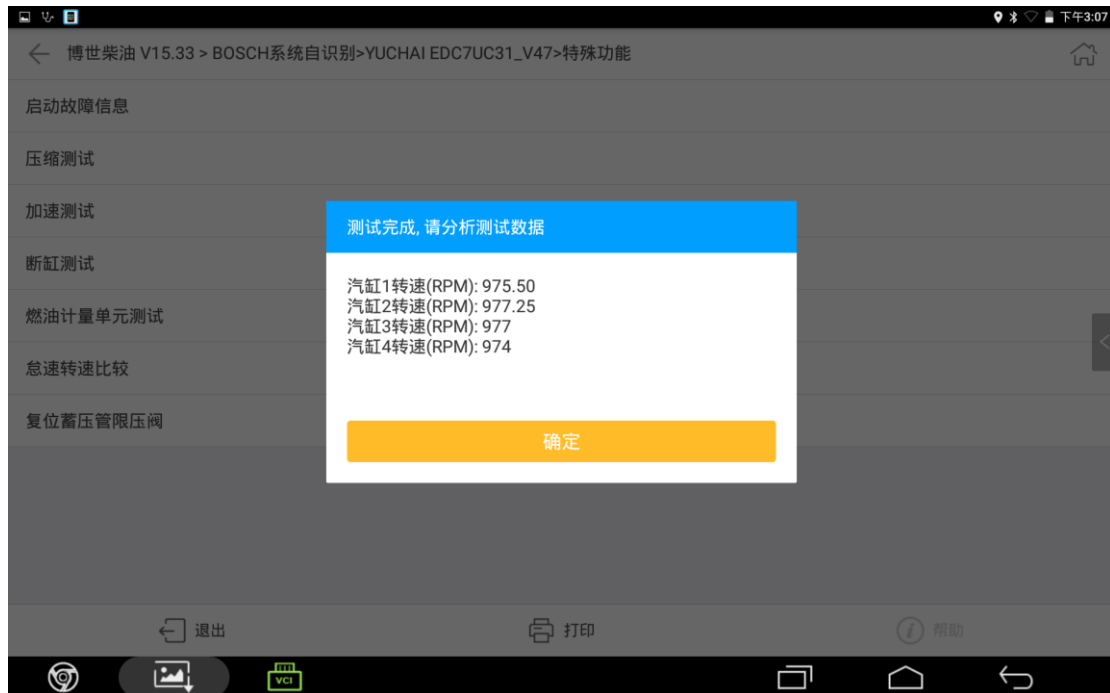 下午3:07
博世柴油 V15.33 > BOSCH系统自识别>YUCHAI EDC7UC31_V47>特殊功能
启动故障信息
压缩测试
加速测试
断缸测试
燃油计量单元测试
怠速转速比较
复位蓄压管限压阀
测试完成, 请分析测试数据
汽缸1转速(RPM): 975.50
汽缸2转速(RPM): 977.25
汽缸3转速(RPM): 977
汽缸4转速(RPM): 974
确定
退出
打印
帮助
VCI